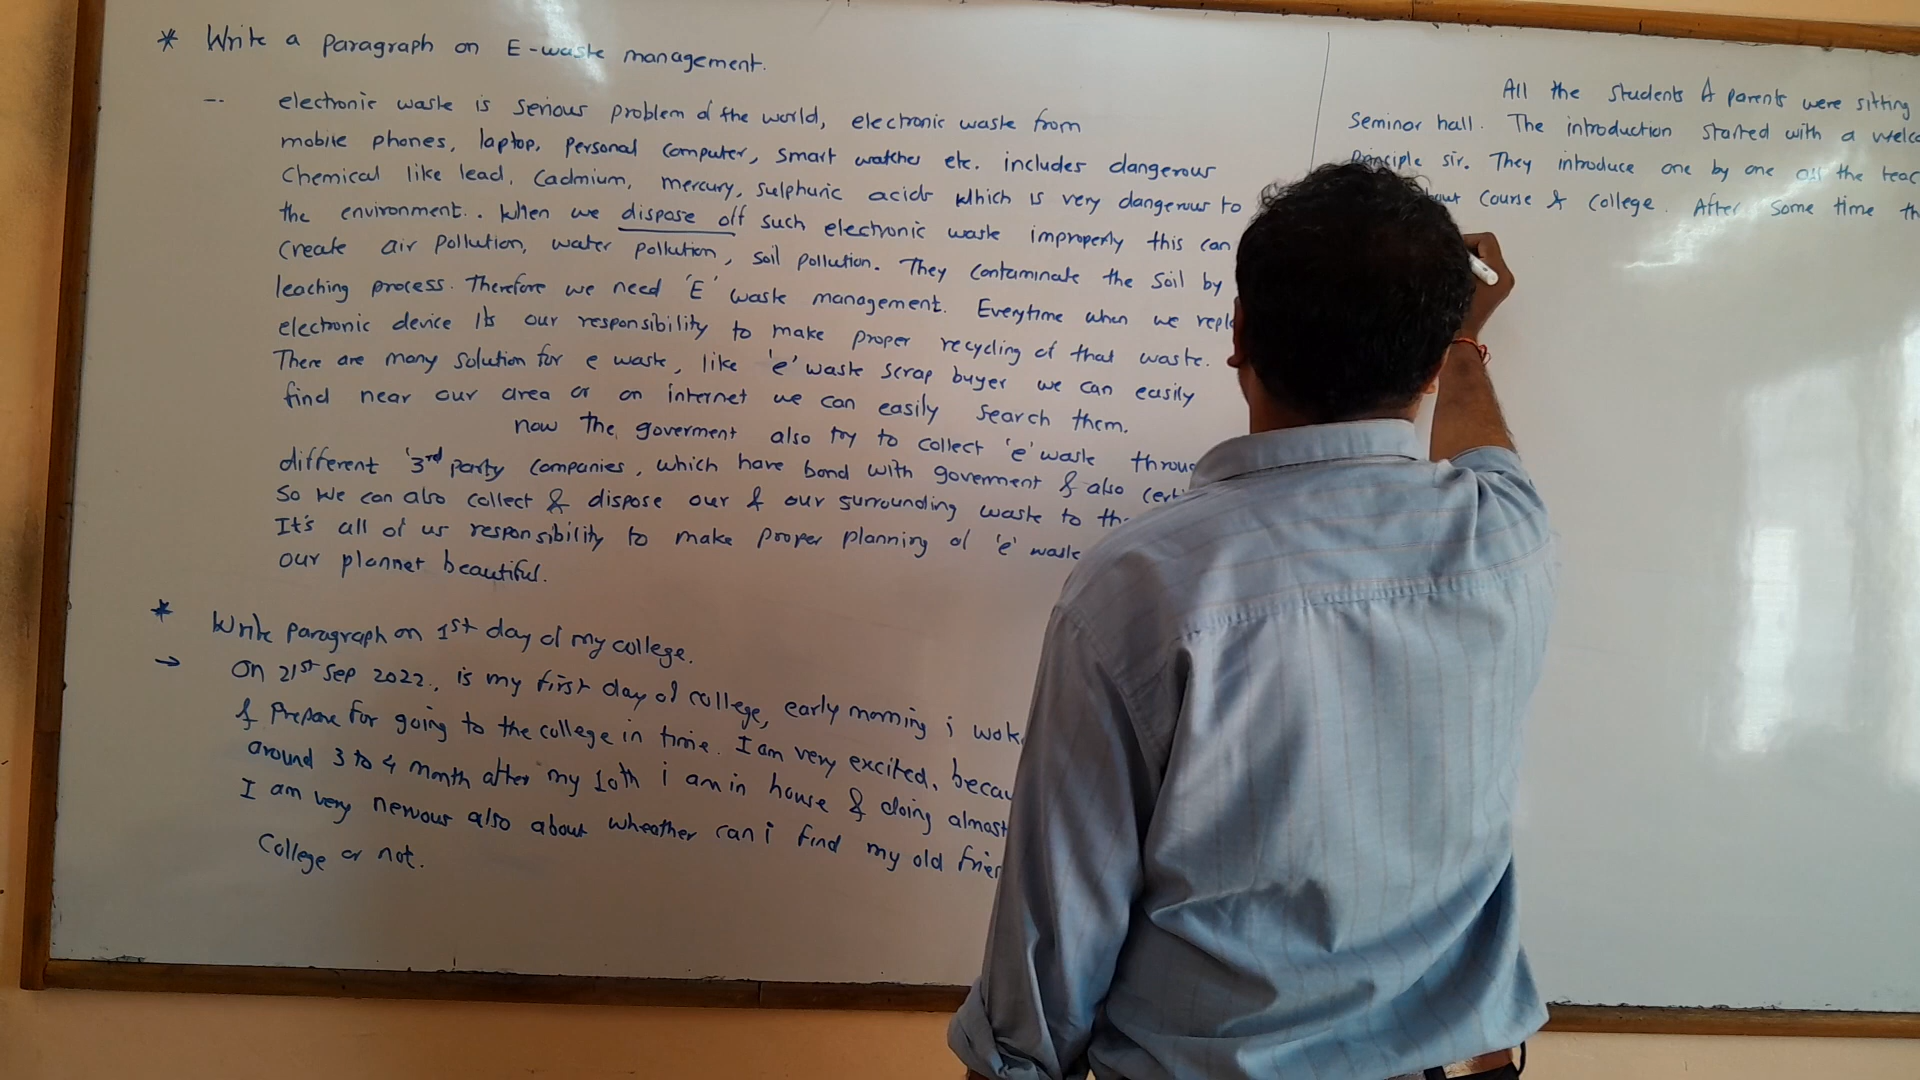 * Write a paragraph on E-waste management.
-- electronic waste is serious problem of the world, electronic waste from
mobile phones, laptop, personal computer, smart watches etc. includes dangerous
chemical like lead, cadmium, mercury, sulphuric acids which is very dangerous to
the environment. . When we dispose off such electronic waste improperly this can
create air pollution, water pollution, soil pollution. They contaminate the soil by
leaching process. Therefore we need 'E' waste management. Everytime when we repl
electronic device Its our responsibility to make proper recycling of that waste.
There are many solution for e waste, like 'e' waste scrap buyer we can easily
find near our area or on internet we can easily search them.
now the goverment also try to collect 'e' waste throug
different '3rd party companies, which have bond with goverment & also cert
So we can also collect & dispose our & our surrounding waste to th
It's all of us responsibility to make proper planning of 'e' waste
our plannet beautiful.
* Write paragraph on 1st day of my college.
→ On 21st Sep 2022., is my first day of college, early morning i wok
& Prepare for going to the college in time. I am very excited, becau
around 3 to 4 month after my 10th i am in house & doing almost
I am very nervous also about wheather can i find my old frien
College or not.
All the students & parents were sitting
Seminar hall. The introduction started with a welco
Principle sir. They introduce one by one all the teac
out Course & College. After some time th